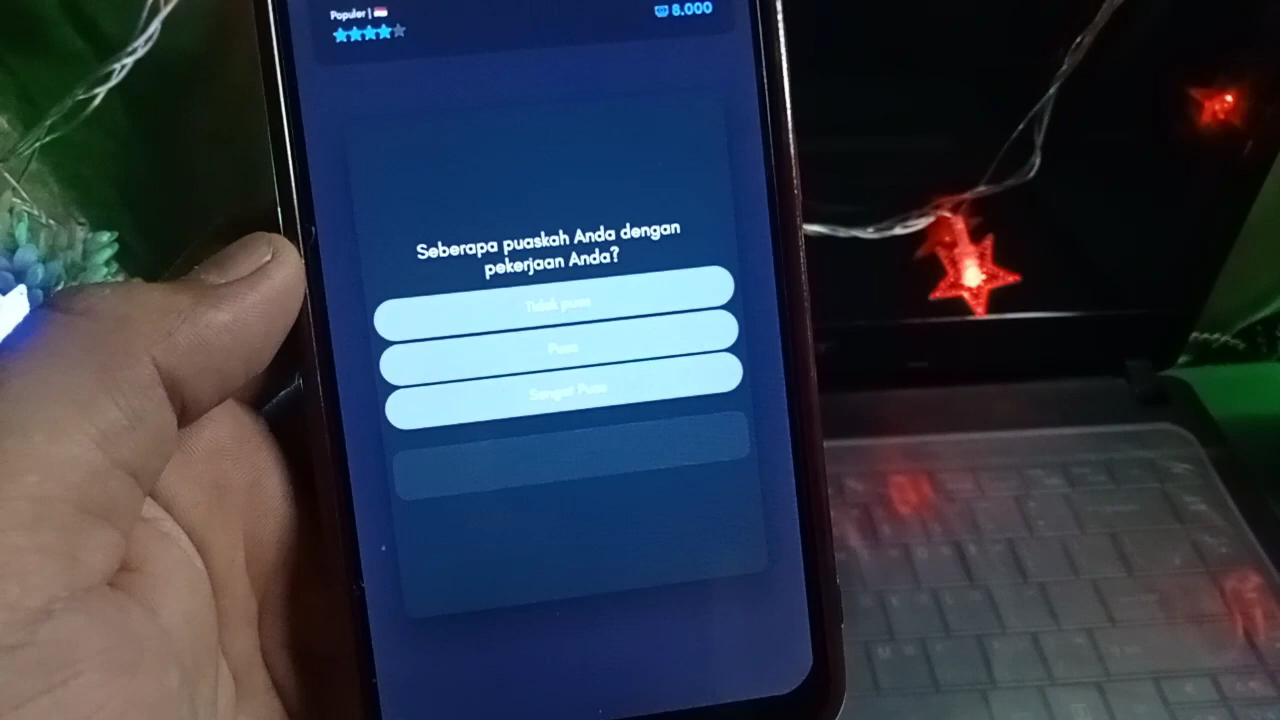 Populer |
8.000
Seberapa puaskah Anda dengan
pekerjaan Anda?
Tidak puas
Puas
Sangat Puas